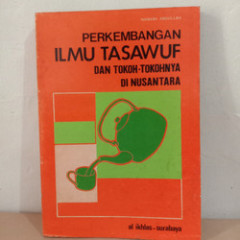 PERKEMBANGAN
ILMU TASAWUF
DAN TOKOH-TOKOHNYA
DI NUSANTARA
al ikhlas-surabaya